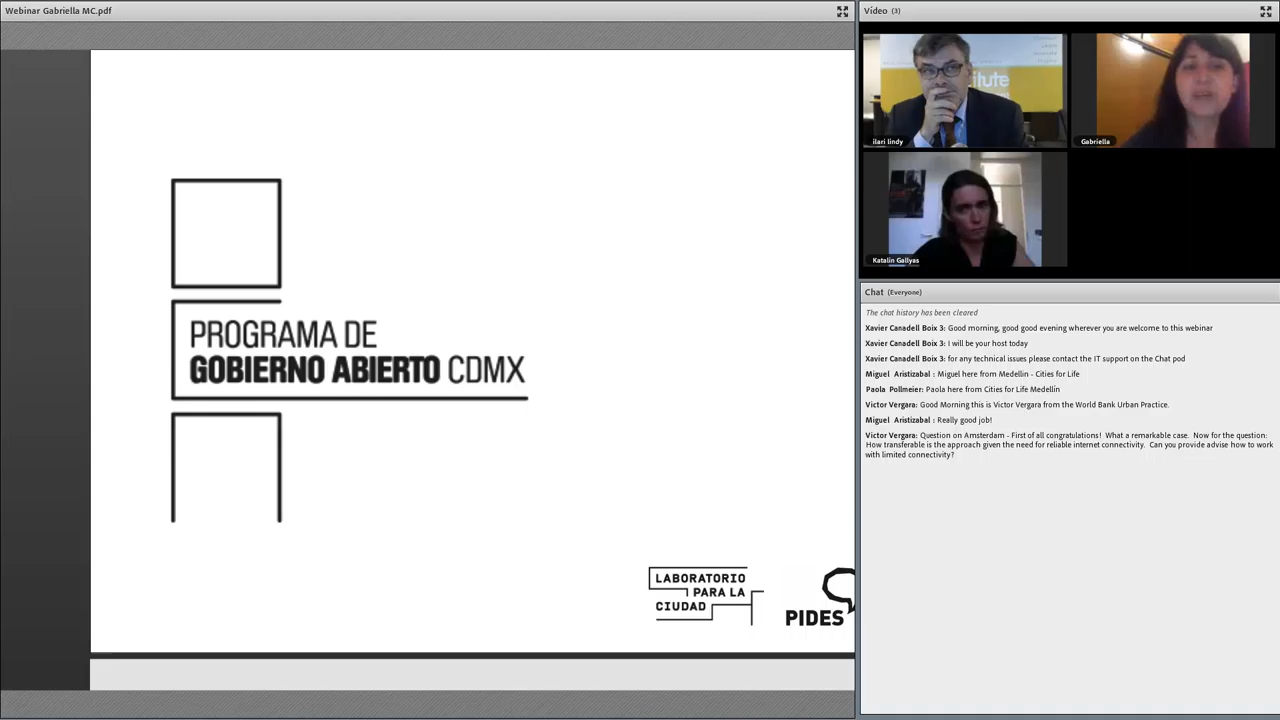 Webinar Gabriella MC.pdf
PROGRAMA DE
GOBIERNO ABIERTO CDMX
LABORATORIO
PARA LA
CIUDAD
PIDES
Vídeo (3)
itute
ilari lindy
Gabriella
Katalin Gallyas
Chat (Everyone)
The chat history has been cleared
Xavier Canadell Boix 3: Good morning, good good evening wherever you are welcome to this webinar
Xavier Canadell Boix 3: I will be your host today
Xavier Canadell Boix 3: for any technical issues please contact the IT support on the Chat pod
Miguel Aristizabal : Miguel here from Medellin - Cities for Life
Paola Pollmeier: Paola here from Cities for Life Medellín
Victor Vergara: Good Morning this is Victor Vergara from the World Bank Urban Practice.
Miguel Aristizabal : Really good job!
Victor Vergara: Question on Amsterdam - First of all congratulations! What a remarkable case. Now for the question:
How transferable is the approach given the need for reliable internet connectivity. Can you provide advise how to work
with limited connectivity?